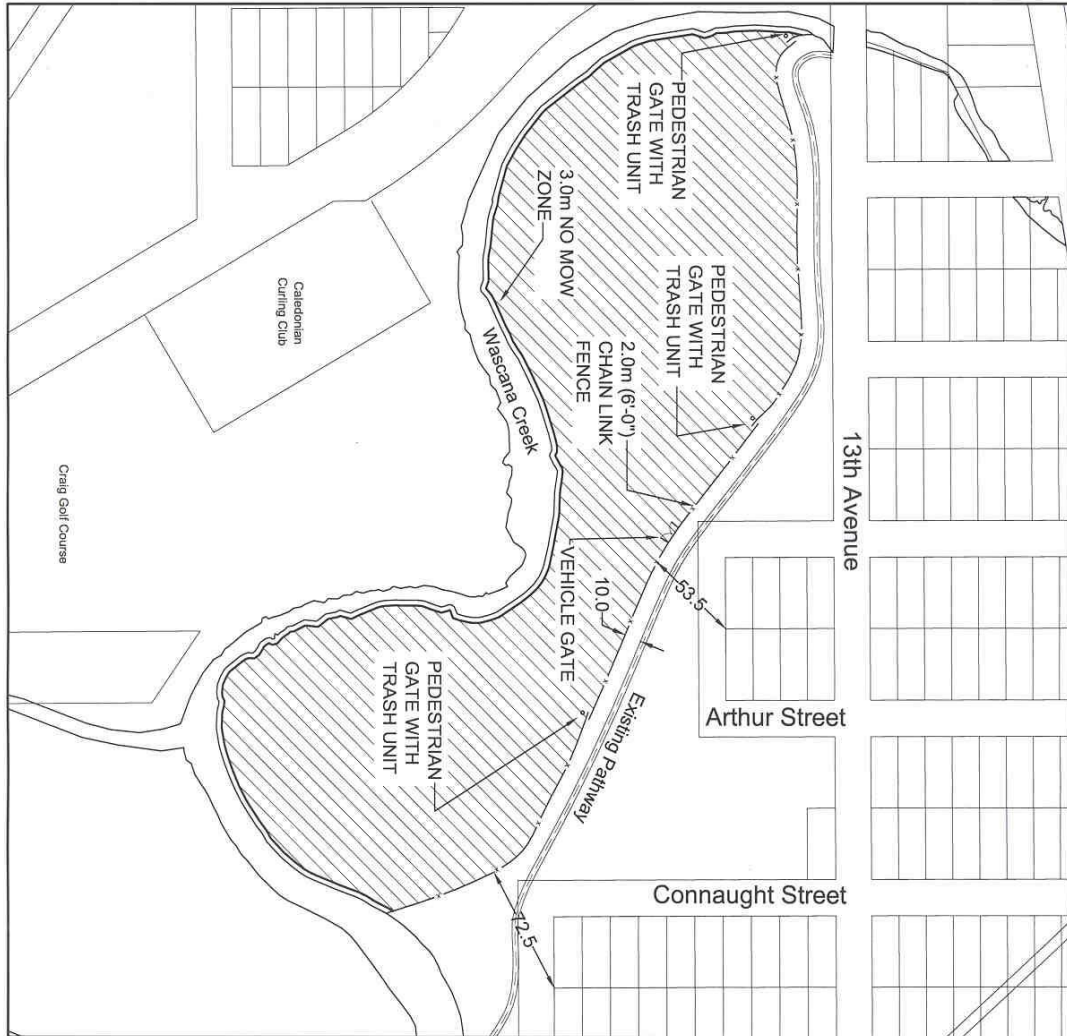 PEDESTRIAN
GATE WITH
TRASH UNIT
3.0m NO MOW
ZONE
PEDESTRIAN
GATE WITH
TRASH UNIT
2.0m (6'-0")
CHAIN LINK
FENCE
Caledonian
Curling Club
Wascana Creek
13th Avenue
Craig Golf Course
VEHICLE GATE
10.0
53.5
Arthur Street
PEDESTRIAN
GATE WITH
TRASH UNIT
Existing Pathway
Connaught Street
72.5